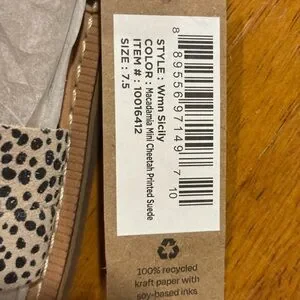 STYLE : Wmn Sicily
COLOR : Macadamia Mini Cheetah Printed Suede
ITEM # : 10016412
SIZE : 7.5
8 89556 97149 7
10
100% recycled
kraft paper with
soy-based inks